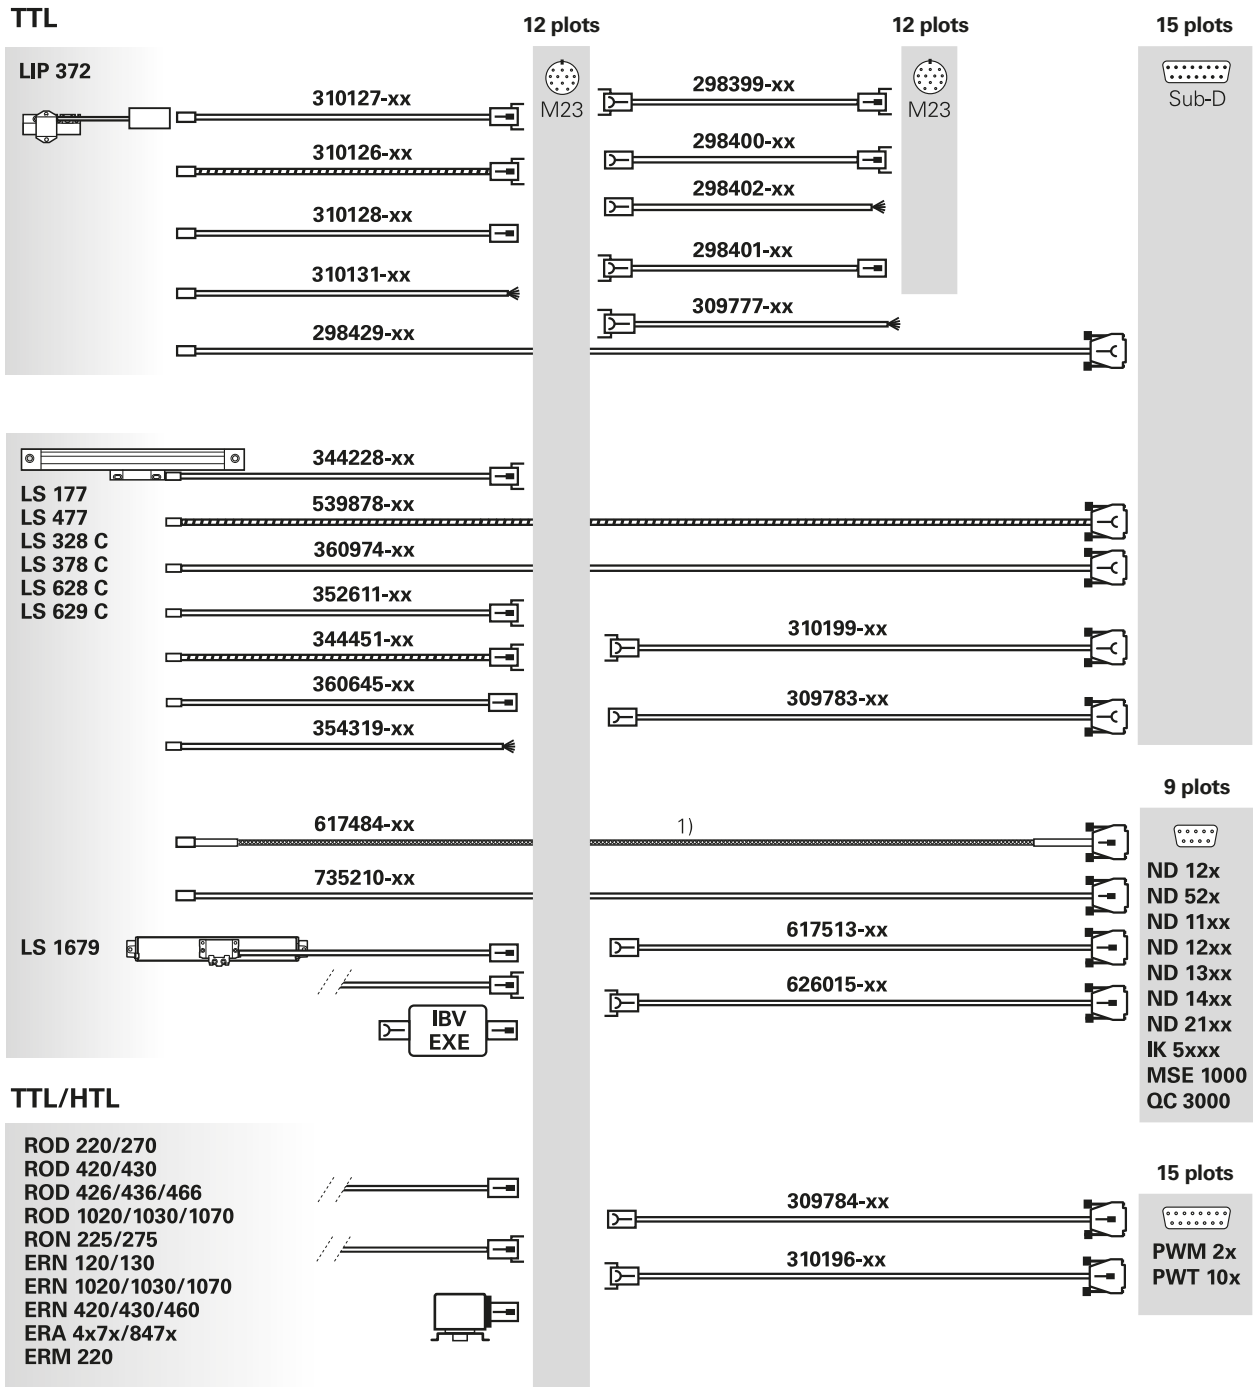 TTL
12 plots
12 plots
15 plots
LIP 372
M23
M23
Sub-D
310127-xx
298399-xx
310126-xx
298400-xx
298402-xx
310128-xx
298401-xx
310131-xx
309777-xx
298429-xx
344228-xx
LS 177
LS 477
LS 328 C
LS 378 C
LS 628 C
LS 629 C
539878-xx
360974-xx
352611-xx
310199-xx
344451-xx
360645-xx
309783-xx
354319-xx
9 plots
617484-xx
1)
735210-xx
ND 12x
ND 52x
ND 11xx
ND 12xx
ND 13xx
ND 14xx
ND 21xx
IK 5xxx
MSE 1000
QC 3000
LS 1679
617513-xx
626015-xx
IBV
EXE
TTL/HTL
ROD 220/270
ROD 420/430
ROD 426/436/466
ROD 1020/1030/1070
RON 225/275
ERN 120/130
ERN 1020/1030/1070
ERN 420/430/460
ERA 4x7x/847x
ERM 220
15 plots
309784-xx
310196-xx
PWM 2x
PWT 10x